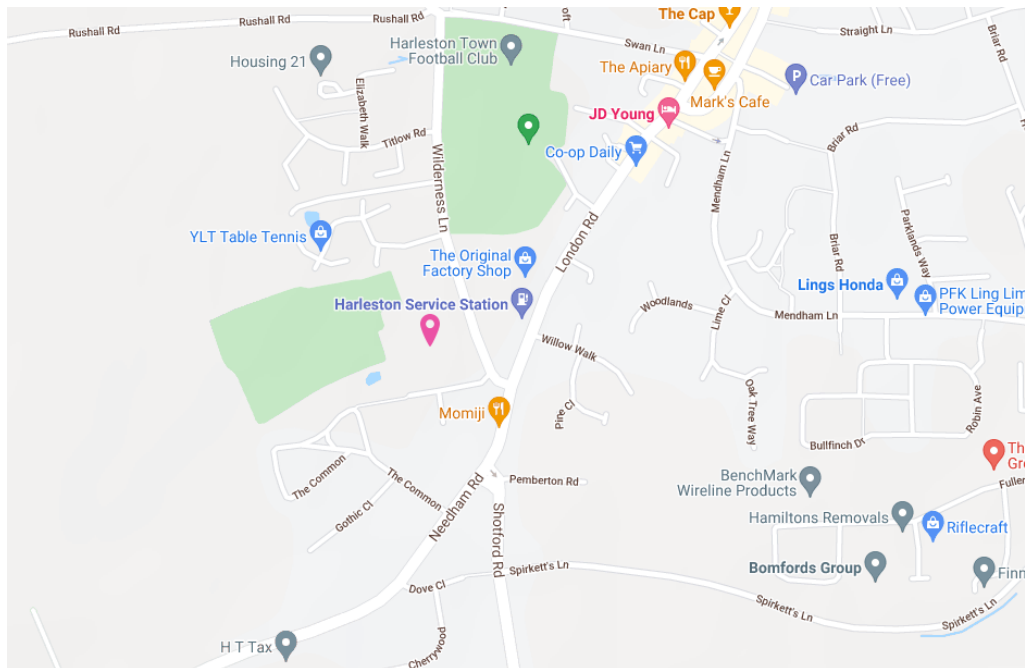 Rushall Rd
Rushall Rd
The Cap
Harleston Town
Football Club
Swan Ln
Straight Ln
Briar Rd
Housing 21
The Apiary
Car Park (Free)
Mark's Cafe
Elizabeth Walk
JD Young
Titlow Rd
Wilderness Ln
Co-op Daily
Briar Rd
Mendham Ln
YLT Table Tennis
London Rd
Parklands Way
The Original
Factory Shop
Briar Rd
Lings Honda
Harleston Service Station
Woodlands
Lime Cl
Mendham Ln
PFK Ling
Power
Willow Walk
Momiji
Pine Cl
Oak Tree Way
Robin Ave
Bullfinch Dr
The Common
The Common
Gothic Cl
Needham Rd
Pemberton Rd
BenchMark
Wireline Products
Shotford Rd
Hamiltons Removals
Riflecraft
Dove Cl
Spirkett's Ln
Bomfords Group
Spirkett's Ln
Spirkett's Ln
H T Tax
Cherrywood